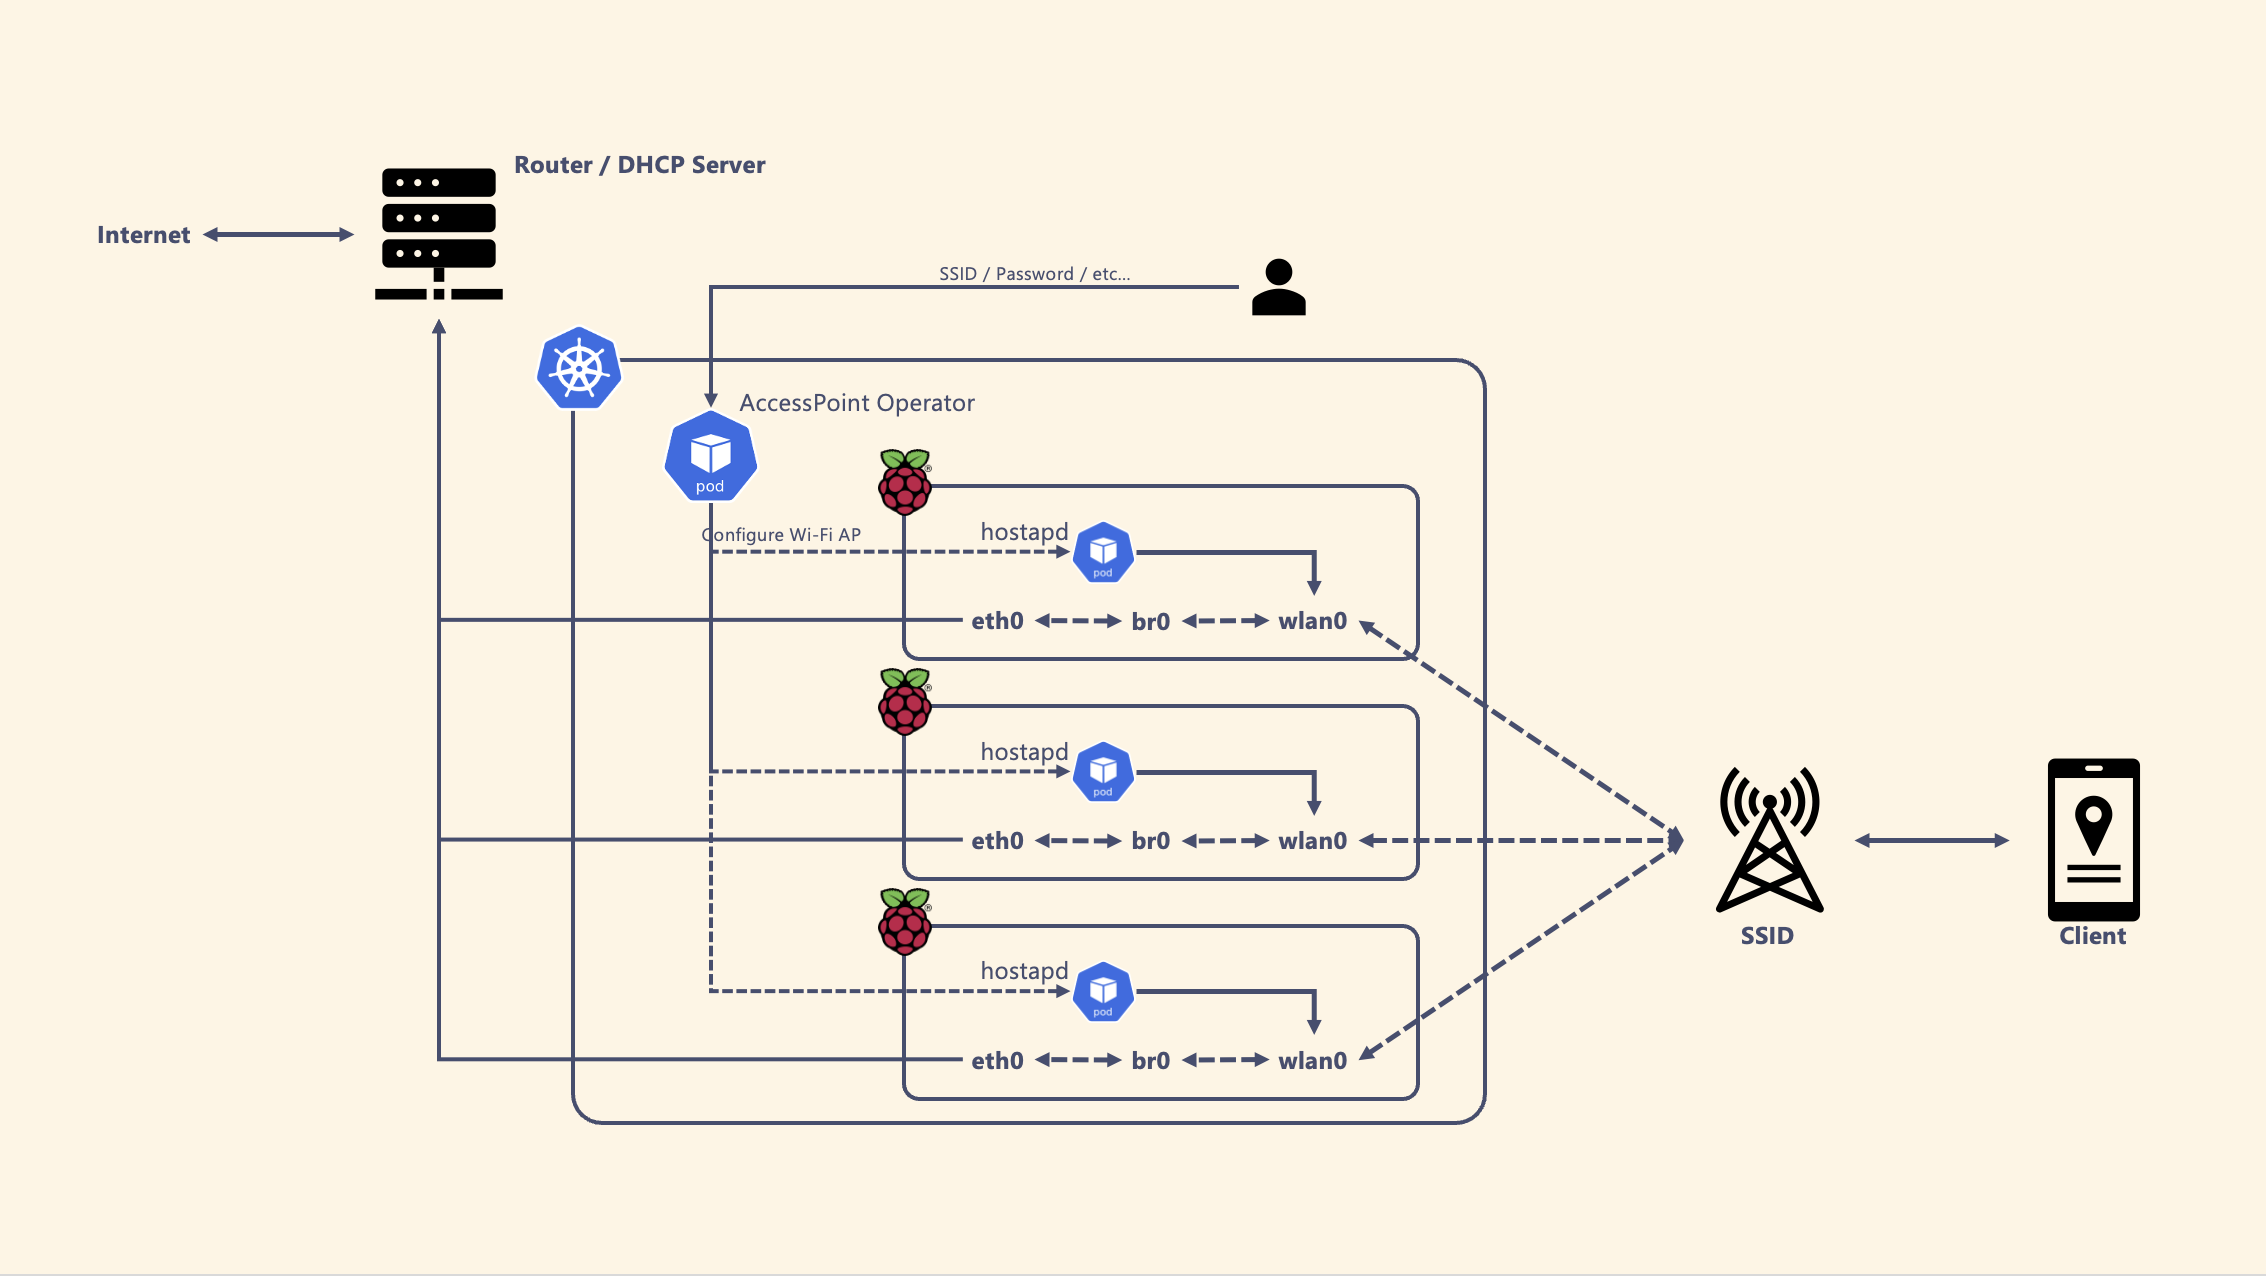 Router / DHCP Server
Internet
SSID / Password / etc...
AccessPoint Operator
pod
®
Configure Wi-Fi AP
hostapd
pod
eth0
br0
wlan0
®
hostapd
pod
eth0
br0
wlan0
®
hostapd
pod
eth0
br0
wlan0
SSID
Client